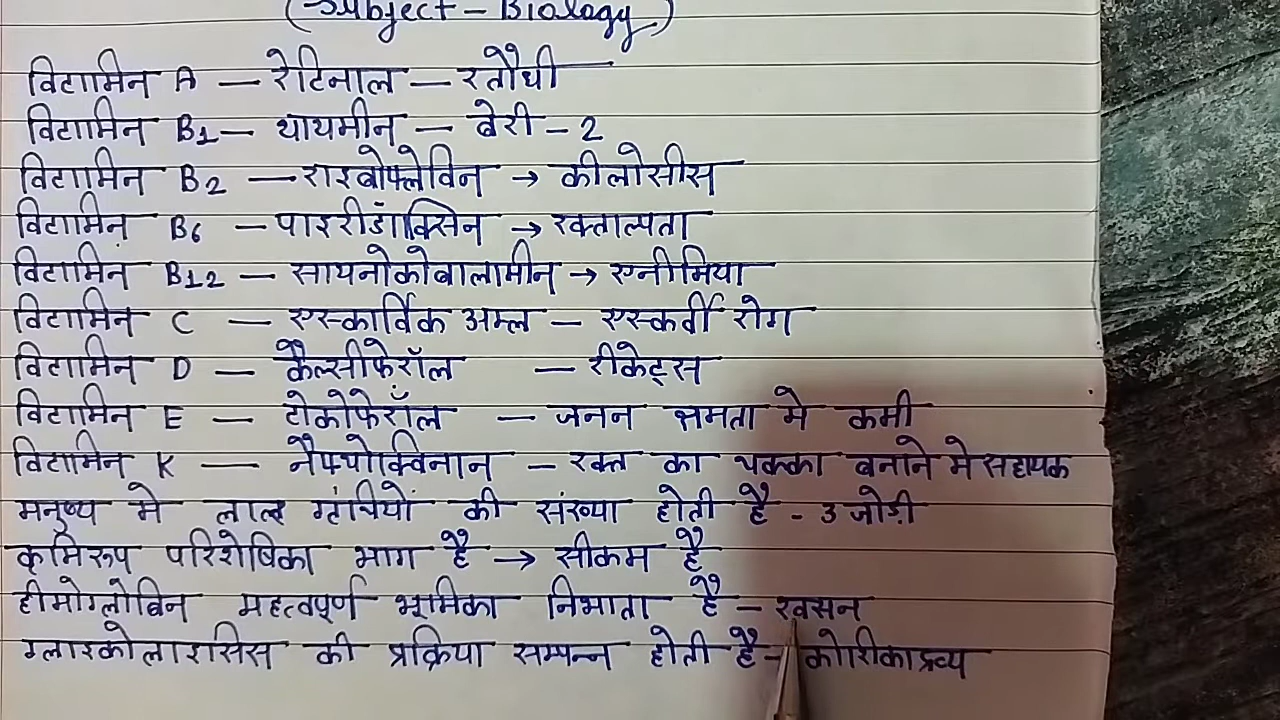 (Subject - Biology)
विटामिन A — रेटिनाल — रतौंधी
विटामिन B1 — थायमीन — बेरी - 2
विटामिन B2 — राइबोफ्लेविन → कीलोसीस
विटामिन B6 — पाइरीडॉक्सिन → रक्ताल्पता
विटामिन B12 — सायनोकोबालामीन → एनीमिया
विटामिन C — एस्कार्विक अम्ल — एस्कर्वी रोग
विटामिन D — कैल्सीफेरॉल — रीकेट्स
विटामिन E — टोकोफेरॉल — जनन क्षमता मे कमी
विटामिन K — नैफ्थोक्विनान — रक्त का थक्का बनाने मे सहायक
मनुष्य मे लार ग्रंथियों की संख्या होती है - 3 जोड़ी
कृमिरुप परिशेषिका भाग है → सीकम है
हीमोग्लोबिन महत्वपूर्ण भूमिका निभाता है - श्वसन
ग्लाइकोलाइसिस की प्रक्रिया सम्पन्न होती है - कोशिकाद्रव्य